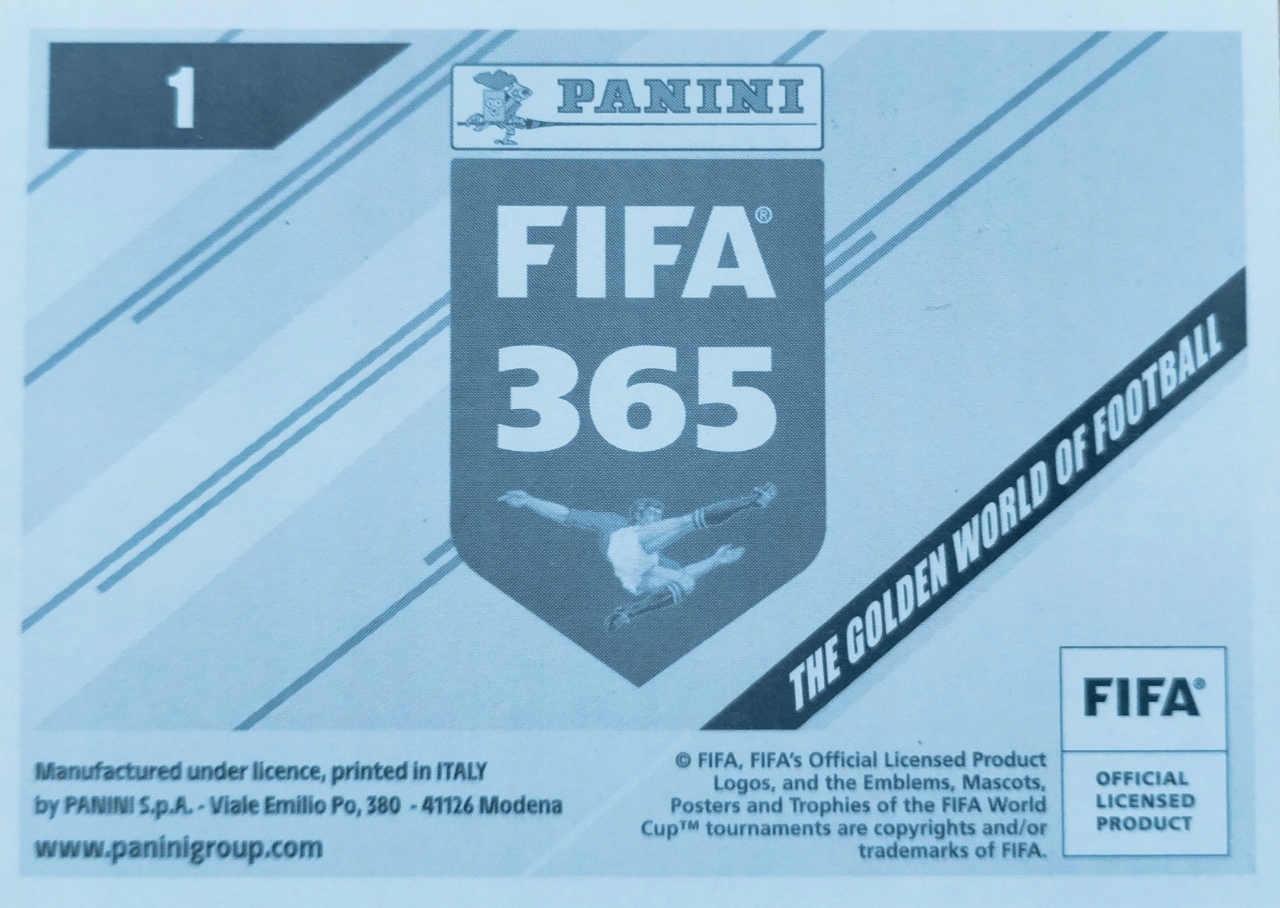 1
PANINI
FIFA®
365
THE GOLDEN WORLD OF FOOTBALL
Manufactured under licence, printed in ITALY
by PANINI S.p.A. - Viale Emilio Po, 380 - 41126 Modena
www.paninigroup.com
© FIFA, FIFA's Official Licensed Product
Logos, and the Emblems, Mascots,
Posters and Trophies of the FIFA World
Cup™ tournaments are copyrights and/or
trademarks of FIFA.
FIFA®
OFFICIAL
LICENSED
PRODUCT